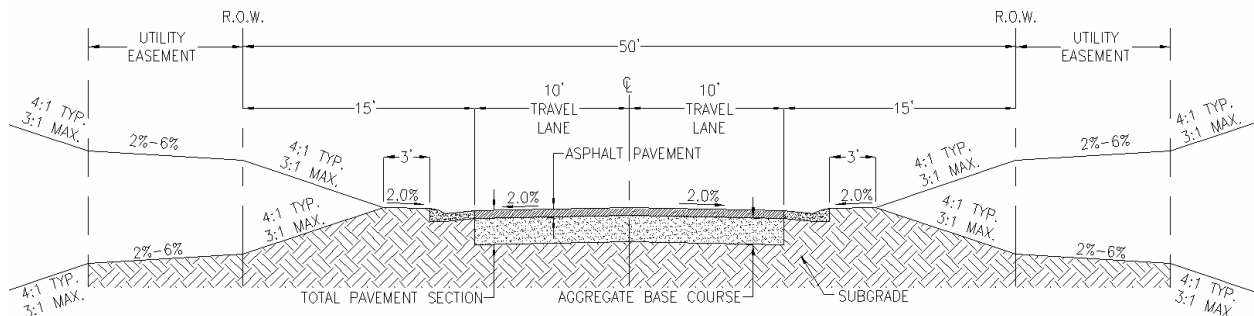 R.O.W.
R.O.W.
UTILITY
EASEMENT
50'
UTILITY
EASEMENT
15'
10'
TRAVEL
LANE
℄
10'
TRAVEL
LANE
15'
4:1 TYP.
3:1 MAX.
2%-6%
4:1 TYP.
3:1 MAX.
3'
ASPHALT PAVEMENT
3'
4:1 TYP.
3:1 MAX.
2%-6%
4:1 TYP.
3:1 MAX.
2.0%
2.0%
2.0%
2.0%
4:1 TYP.
3:1 MAX.
2%-6%
4:1 TYP.
3:1 MAX.
2%-6%
4:1 TYP.
3:1 MAX.
4:1 TYP.
3:1 MAX.
TOTAL PAVEMENT SECTION
AGGREGATE BASE COURSE
SUBGRADE